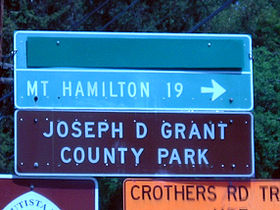 MT HAMILTON 19 →
JOSEPH D GRANT
COUNTY PARK
CROTHERS RD TR